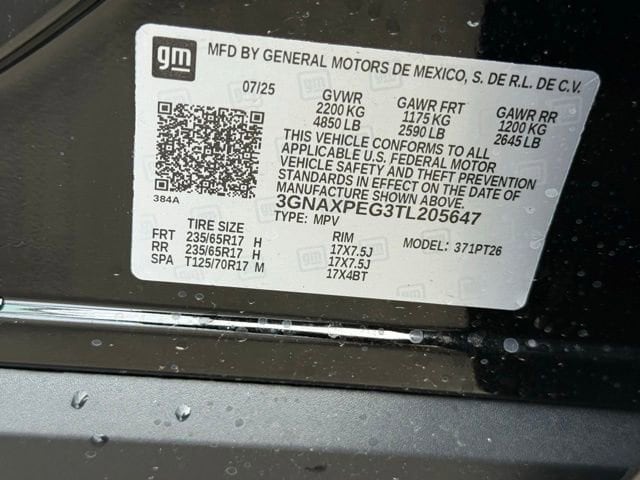 gm MFD BY GENERAL MOTORS DE MEXICO, S. DE R.L. DE C.V.
07/25 GVWR GAWR FRT GAWR RR
2200 KG 1175 KG 1200 KG
4850 LB 2590 LB 2645 LB
THIS VEHICLE CONFORMS TO ALL
APPLICABLE U.S. FEDERAL MOTOR
VEHICLE SAFETY AND THEFT PREVENTION
STANDARDS IN EFFECT ON THE DATE
OF MANUFACTURE SHOWN ABOVE.
384A 3GNAXPEG3TL205647
TYPE: MPV
TIRE SIZE RIM MODEL: 371PT26
FRT 235/65R17 H 17X7.5J
RR 235/65R17 H 17X7.5J
SPA T125/70R17 M 17X4BT